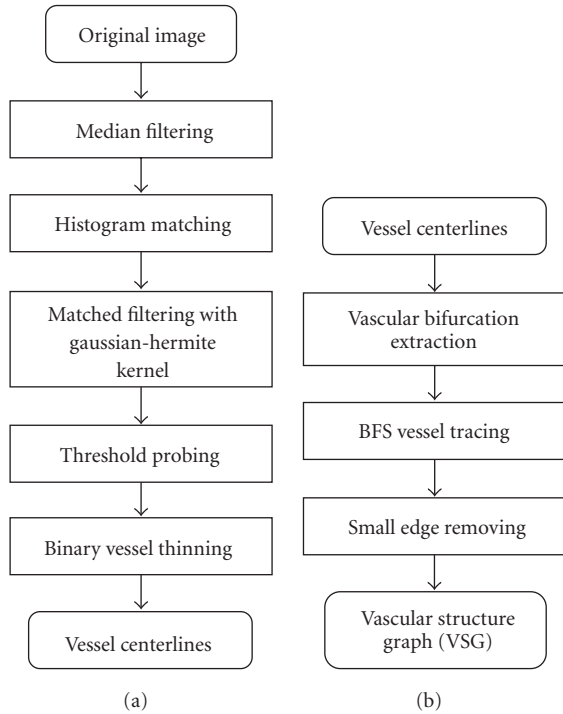 Original image
Median filtering
Histogram matching
Matched filtering with
gaussian-hermite
kernel
Threshold probing
Binary vessel thinning
Vessel centerlines
(a)
Vessel centerlines
Vascular bifurcation
extraction
BFS vessel tracing
Small edge removing
Vascular structure
graph (VSG)
(b)